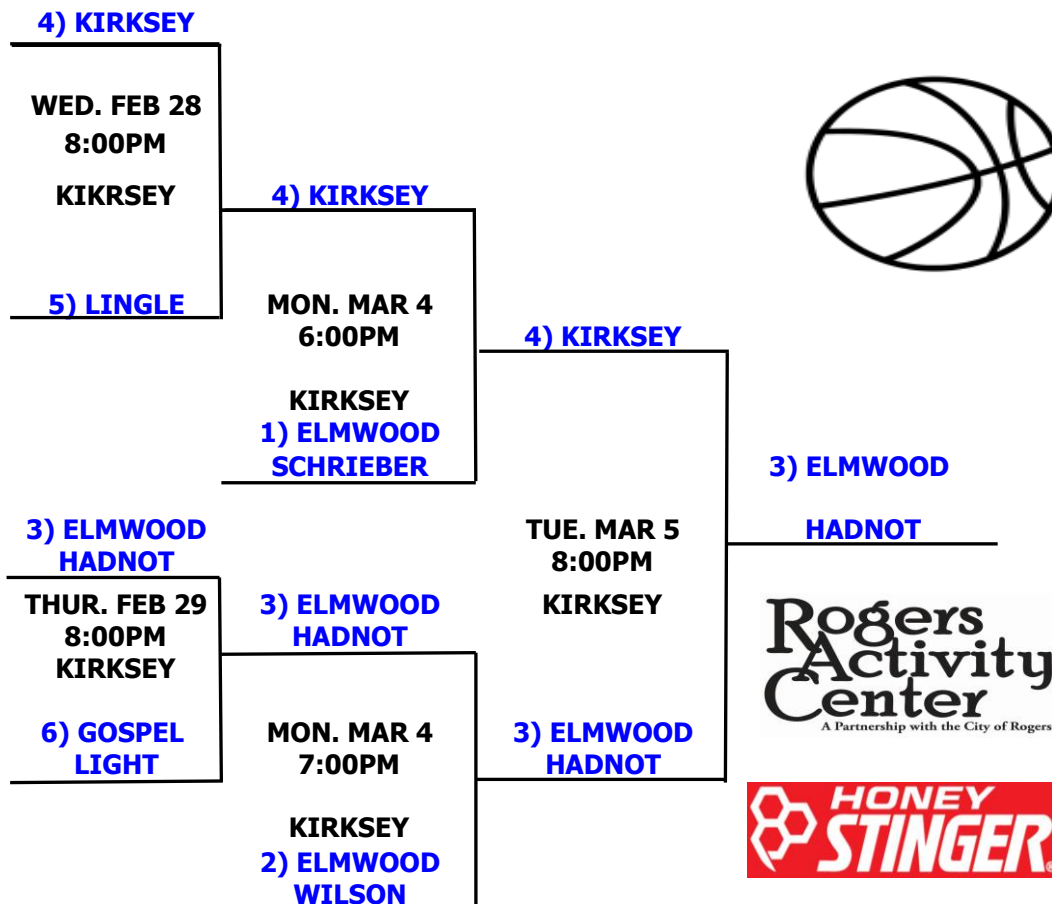 4) KIRKSEY
WED. FEB 28
8:00PM
KIKRSEY
4) KIRKSEY
5) LINGLE
MON. MAR 4
6:00PM
4) KIRKSEY
KIRKSEY
1) ELMWOOD
SCHRIEBER
3) ELMWOOD
HADNOT
3) ELMWOOD
HADNOT
TUE. MAR 5
8:00PM
KIRKSEY
THUR. FEB 29
8:00PM
KIRKSEY
3) ELMWOOD
HADNOT
6) GOSPEL
LIGHT
MON. MAR 4
7:00PM
3) ELMWOOD
HADNOT
KIRKSEY
2) ELMWOOD
WILSON
Rogers
Activity
Center
A Partnership with the City of Rogers
HONEY
STINGER